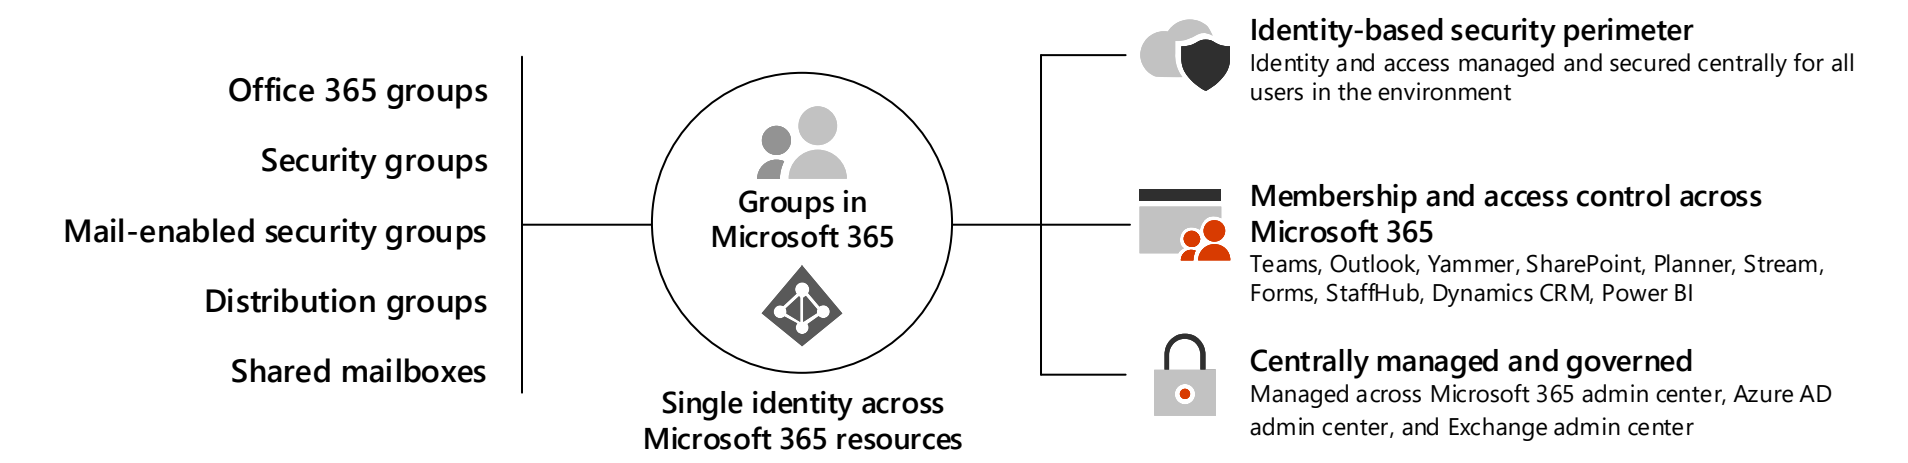 Office 365 groups
Security groups
Mail-enabled security groups
Distribution groups
Shared mailboxes
Groups in
Microsoft 365
Single identity across
Microsoft 365 resources
Identity-based security perimeter
Identity and access managed and secured centrally for all
users in the environment
Membership and access control across
Microsoft 365
Teams, Outlook, Yammer, SharePoint, Planner, Stream,
Forms, StaffHub, Dynamics CRM, Power BI
Centrally managed and governed
Managed across Microsoft 365 admin center, Azure AD
admin center, and Exchange admin center